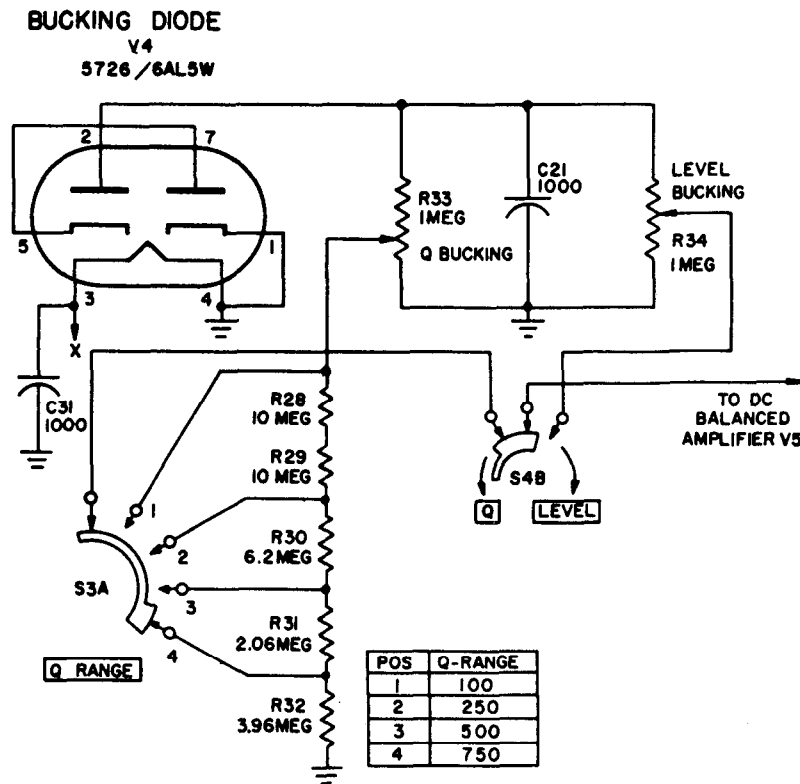 BUCKING DIODE
V4
5726/6AL5W
2
7
5
1
3
4
X
C31
1000
R33
1MEG
Q BUCKING
C21
1000
LEVEL
BUCKING
R34
1MEG
R28
10 MEG
R29
10 MEG
R30
6.2MEG
R31
2.06MEG
R32
3.96MEG
1
2
3
4
S3A
Q RANGE
S4B
Q
LEVEL
TO DC
BALANCED
AMPLIFIER V5
POS Q-RANGE
1 100
2 250
3 500
4 750